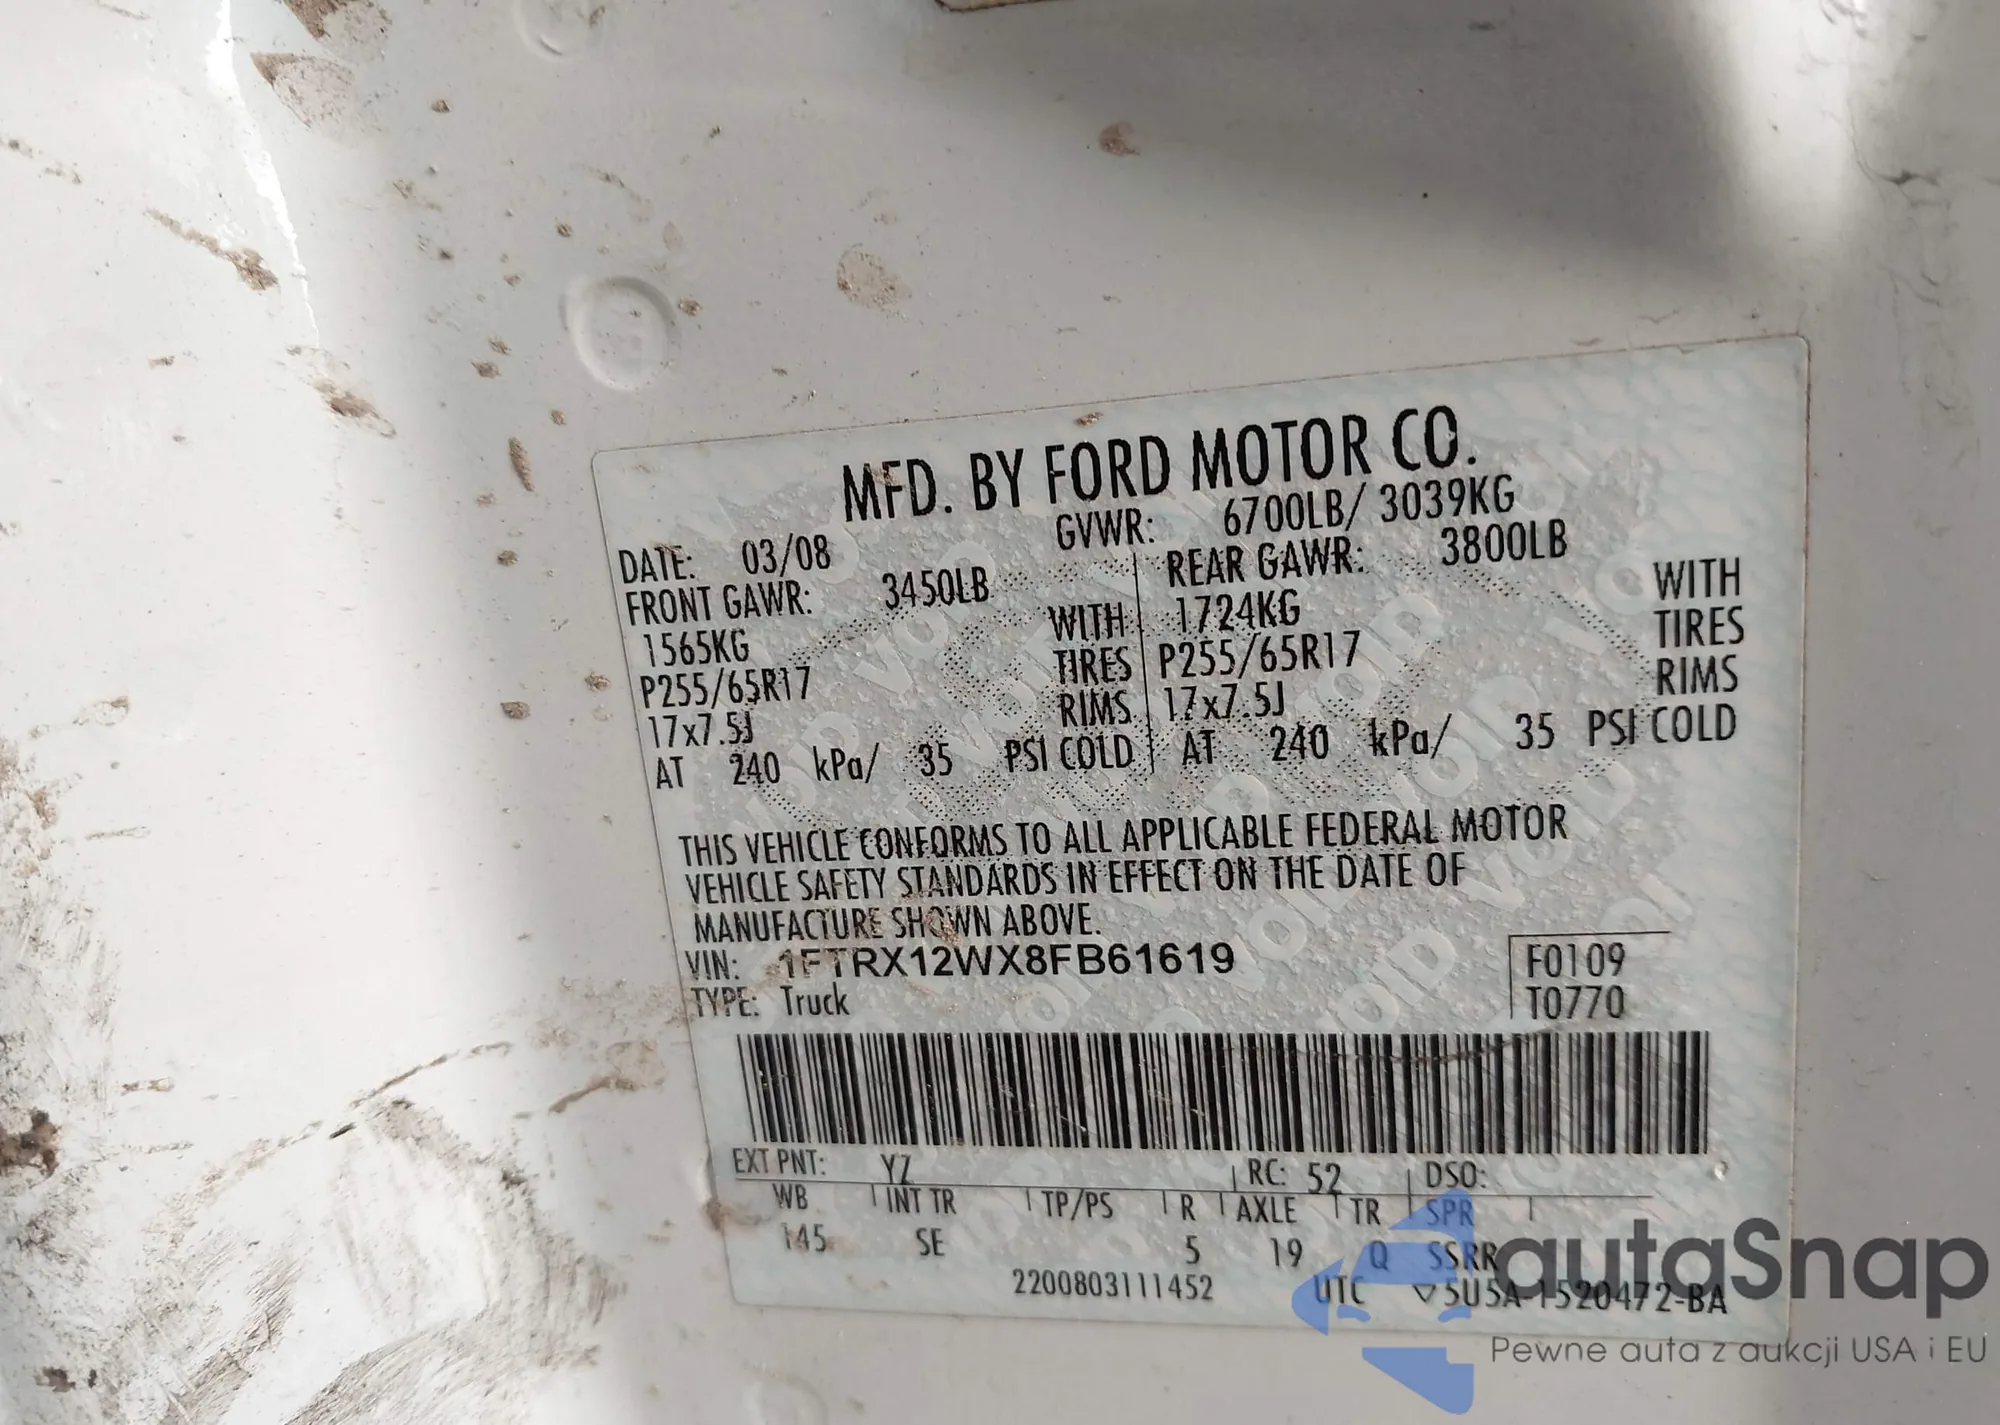 MFD. BY FORD MOTOR CO.
DATE: 03/08 GVWR: 6700LB/ 3039KG
FRONT GAWR: 3450LB REAR GAWR: 3800LB
1565KG WITH 1724KG WITH
P255/65R17 TIRES P255/65R17 TIRES
17x7.5J RIMS 17x7.5J RIMS
AT 240 kPa/ 35 PSI COLD AT 240 kPa/ 35 PSI COLD
THIS VEHICLE CONFORMS TO ALL APPLICABLE FEDERAL MOTOR
VEHICLE SAFETY STANDARDS IN EFFECT ON THE DATE OF
MANUFACTURE SHOWN ABOVE.
VIN: 1FTRX12WX8FB61619 F0109
TYPE: Truck T0770
EXT PNT: YZ RC: 52 DSO:
WB INT TR TP/PS R AXLE TR SPR
145 SE 5 19 Q SSRR
2200803111452 UTC ▽5U5A-1520472-BA
autaSnap
Pewne auta z aukcji USA i EU